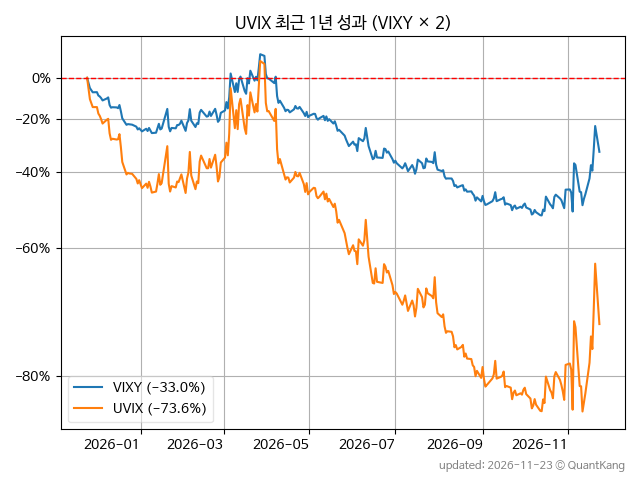 UVIX 최근 1년 성과 (VIXY × 2)
0%
−20%
−40%
−60%
−80%
VIXY (−33.0%)
UVIX (−73.6%)
2026−01 2026−03 2026−05 2026−07 2026−09 2026−11
updated: 2026−11−23 © QuantKang